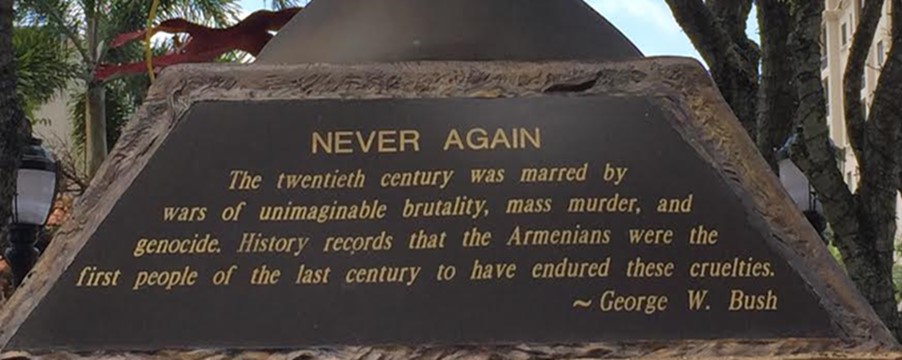 NEVER AGAIN
The twentieth century was marred by
wars of unimaginable brutality, mass murder, and
genocide. History records that the Armenians were the
first people of the last century to have endured these cruelties.
~ George W. Bush